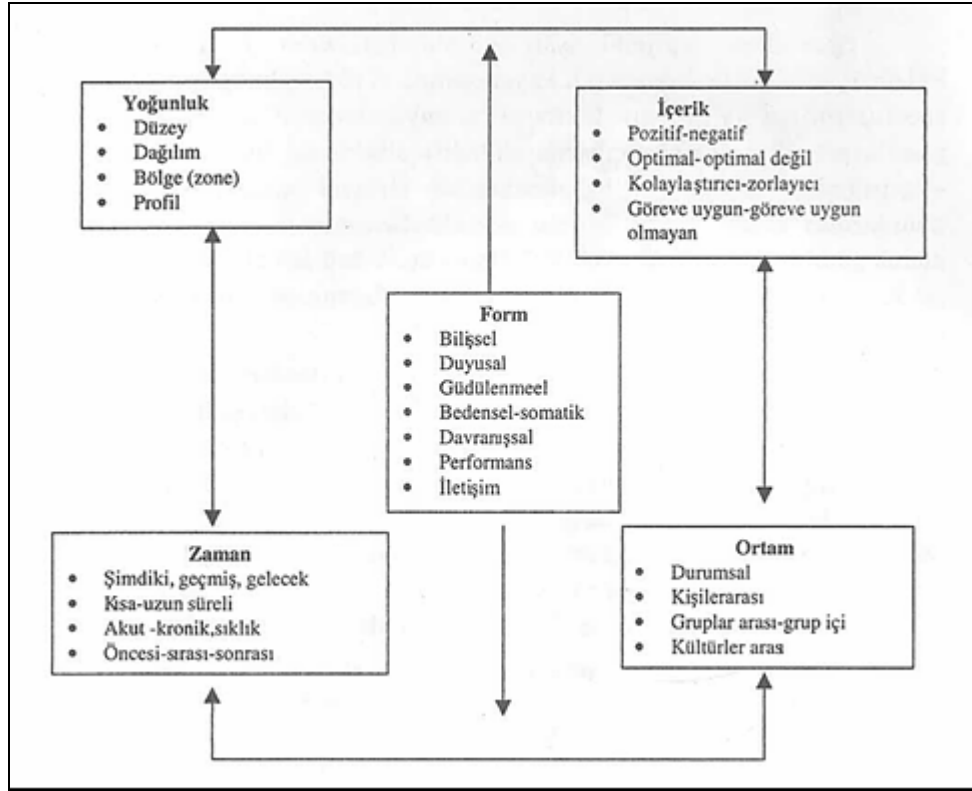 Yoğunluk
• Düzey
• Dağılım
• Bölge (zone)
• Profil
İçerik
• Pozitif-negatif
• Optimal- optimal değil
• Kolaylaştırıcı-zorlayıcı
• Göreve uygun-göreve uygun
olmayan
Form
• Bilişsel
• Duyusal
• Güdülenmeel
• Bedensel-somatik
• Davranışsal
• Performans
• İletişim
Zaman
• Şimdiki, geçmiş, gelecek
• Kısa-uzun süreli
• Akut -kronik,sıklık
• Öncesi-sırası-sonrası
Ortam
• Durumsal
• Kişilerarası
• Gruplar arası-grup içi
• Kültürler arası